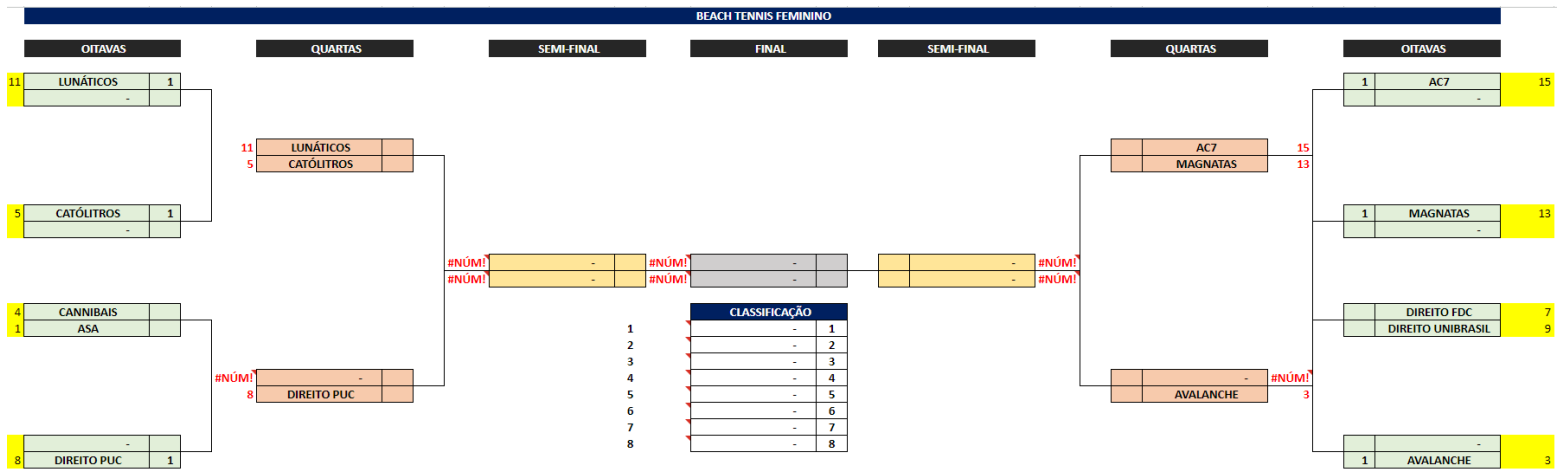 BEACH TENNIS FEMININO
OITAVAS QUARTAS SEMI-FINAL FINAL SEMI-FINAL QUARTAS OITAVAS
11 LUNÁTICOS 1 1 AC7 15
- -
11 LUNÁTICOS AC7 15
5 CATÓLITROS MAGNATAS 13
5 CATÓLITROS 1 1 MAGNATAS 13
- -
#NÚM! - #NÚM! - - #NÚM!
#NÚM! - #NÚM! - - #NÚM!
4 CANNIBAIS CLASSIFICAÇÃO DIREITO FDC 7
1 ASA 1 - 1 DIREITO UNIBRASIL 9
2 - 2
3 - 3
#NÚM! - 4 - 4 - #NÚM!
8 DIREITO PUC 5 - 5 AVALANCHE 3
6 - 6
7 - 7
- 8 - 8 -
8 DIREITO PUC 1 1 AVALANCHE 3